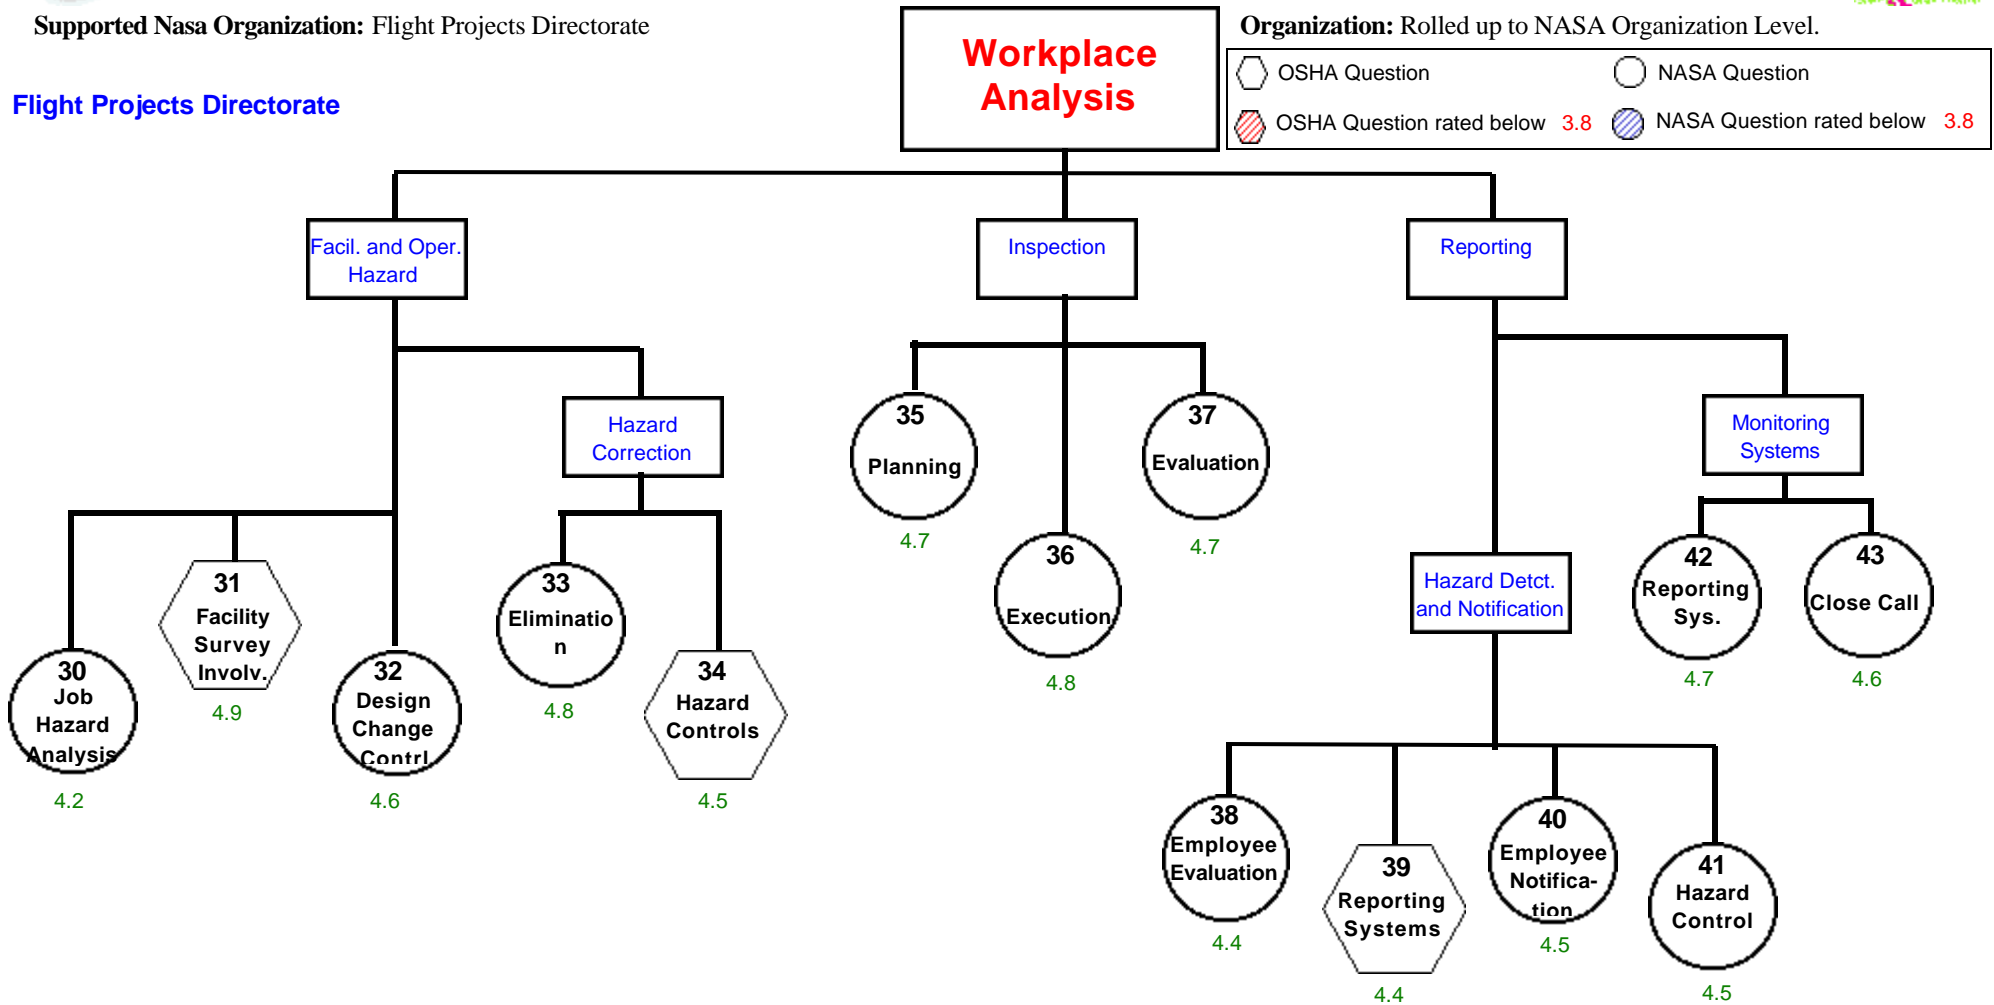 Supported Nasa Organization: Flight Projects Directorate
Organization: Rolled up to NASA Organization Level.
Workplace
Analysis
OSHA Question
NASA Question
OSHA Question rated below 3.8
NASA Question rated below 3.8
Flight Projects Directorate
Facil. and Oper.
Hazard
Inspection
Reporting
Hazard
Correction
Monitoring
Systems
Hazard Detct.
and Notification
30
Job
Hazard
Analysis
4.2
31
Facility
Survey
Involv.
4.9
32
Design
Change
Contrl
4.6
33
Eliminatio
n
4.8
34
Hazard
Controls
4.5
35
Planning
4.7
36
Execution
4.8
37
Evaluation
4.7
38
Employee
Evaluation
4.4
39
Reporting
Systems
4.4
40
Employee
Notifica-
tion
4.5
41
Hazard
Control
4.5
42
Reporting
Sys.
4.7
43
Close Call
4.6